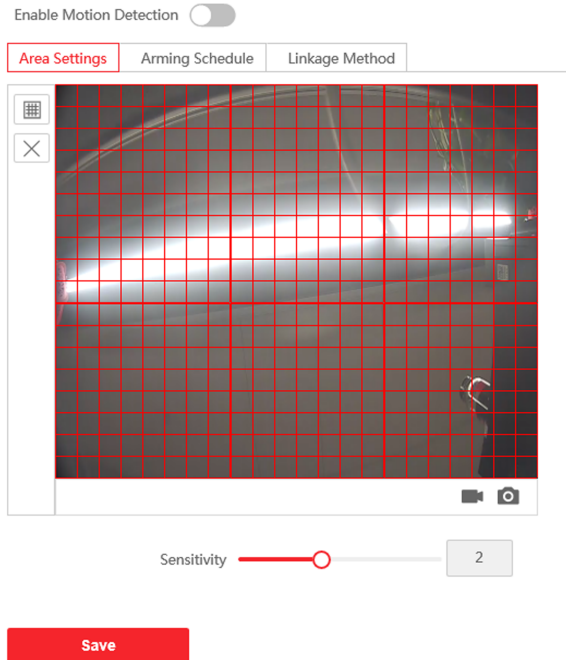 Enable Motion Detection
Area Settings Arming Schedule Linkage Method
Sensitivity 2
Save